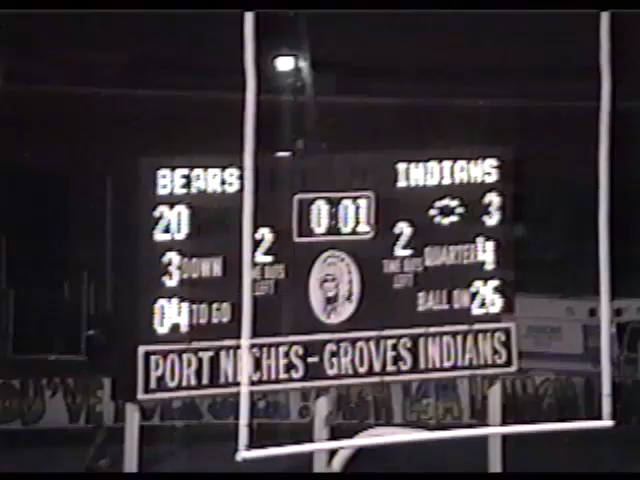 BEARS INDIANS
20 0:01 3
2 2
3 DOWN TIME OUTS LEFT TIME OUTS LEFT QUARTER 4
04 TO GO BALL ON 26
PORT NECHES-GROVES INDIANS